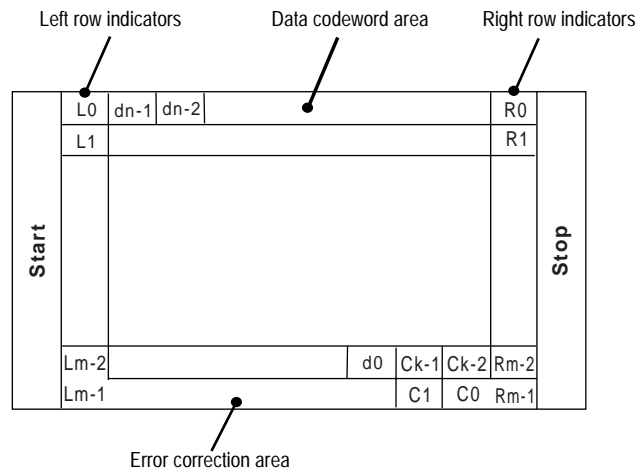 Left row indicators Data codeword area Right row indicators
L0 dn-1 dn-2 R0
L1 R1
Start
Stop
Lm-2 d0 Ck-1 Ck-2 Rm-2
Lm-1 C1 C0 Rm-1
Error correction area